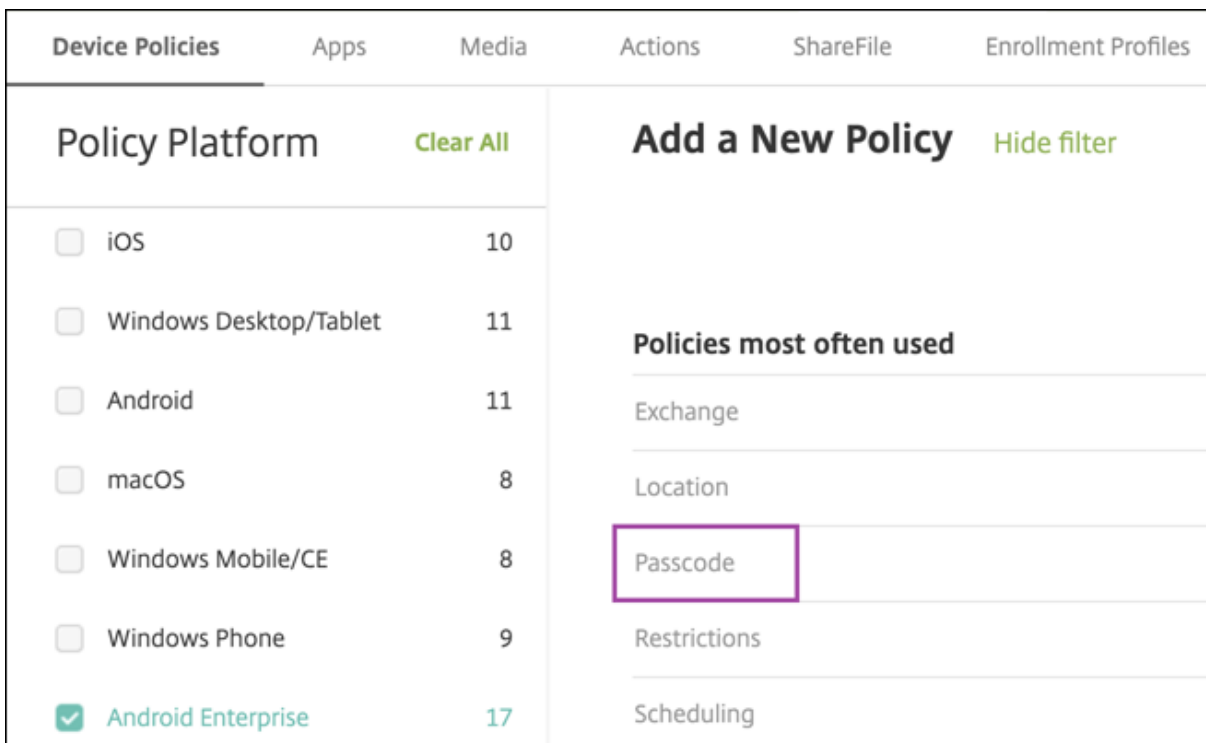 Device Policies Apps Media Actions ShareFile Enrollment Profiles
Policy Platform Clear All
iOS 10
Windows Desktop/Tablet 11
Android 11
macOS 8
Windows Mobile/CE 8
Windows Phone 9
Android Enterprise 17
Add a New Policy Hide filter
Policies most often used
Exchange
Location
Passcode
Restrictions
Scheduling